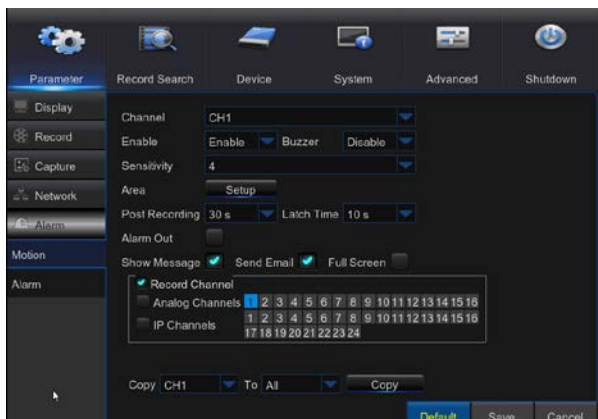 Parameter Record Search Device System Advanced Shutdown
Display
Record
Capture
Network
Alarm
Motion
Alarm
Channel CH1
Enable Enable Buzzer Disable
Sensitivity 4
Area Setup
Post Recording 30 s Latch Time 10 s
Alarm Out
Show Message Send Email Full Screen
Record Channel
Analog Channels 1 2 3 4 5 6 7 8 9 10 11 12 13 14 15 16
IP Channels 1 2 3 4 5 6 7 8 9 10 11 12 13 14 15 16
17 18 19 20 21 22 23 24
Copy CH1 To All Copy
Default Save Cancel